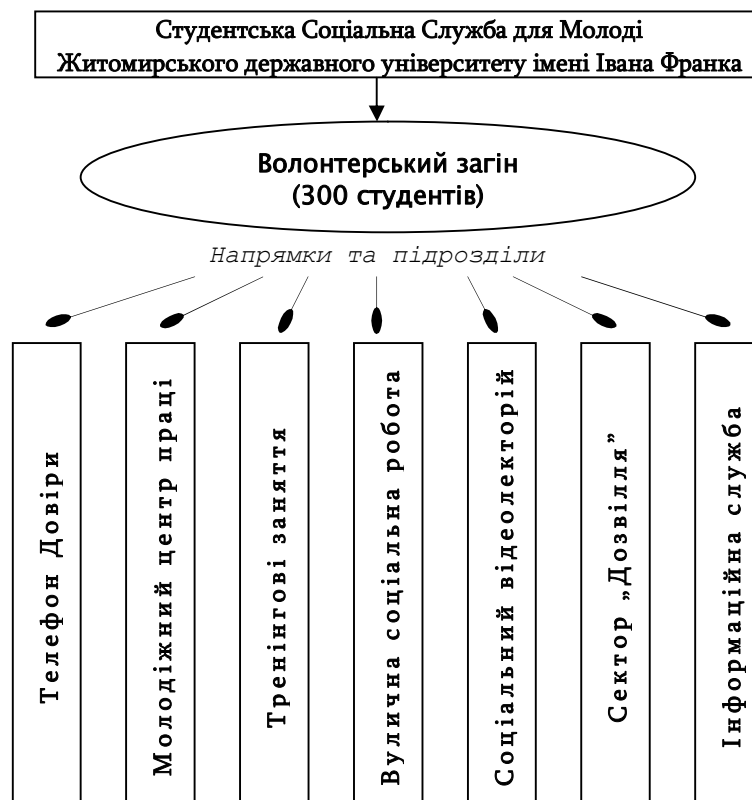 Студентська Соціальна Служба для Молоді
Житомирського державного університету імені Івана Франка
Волонтерський загін
(300 студентів)
Напрямки та підрозділи
Телефон Довіри
Молодіжний центр праці
Тренінгові заняття
Вулична соціальна робота
Соціальний відеолекторій
Сектор „Дозвілля”
Інформаційна служба